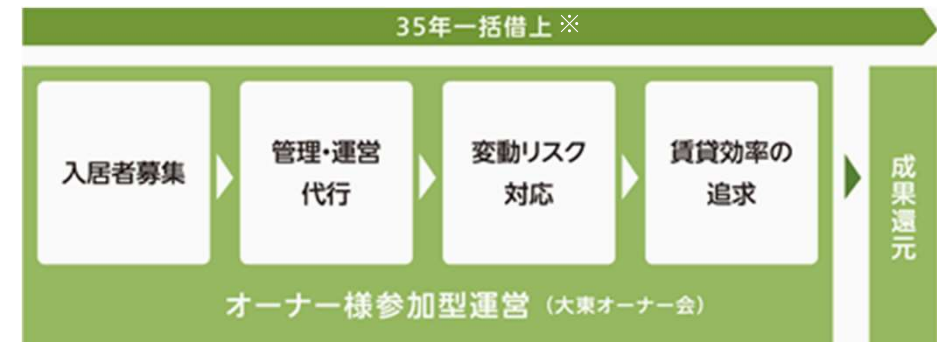 35年一括借上※
入居者募集
管理・運営
代行
変動リスク
対応
賃貸効率の
追求
成果還元
オーナー様参加型運営（大東オーナー会）